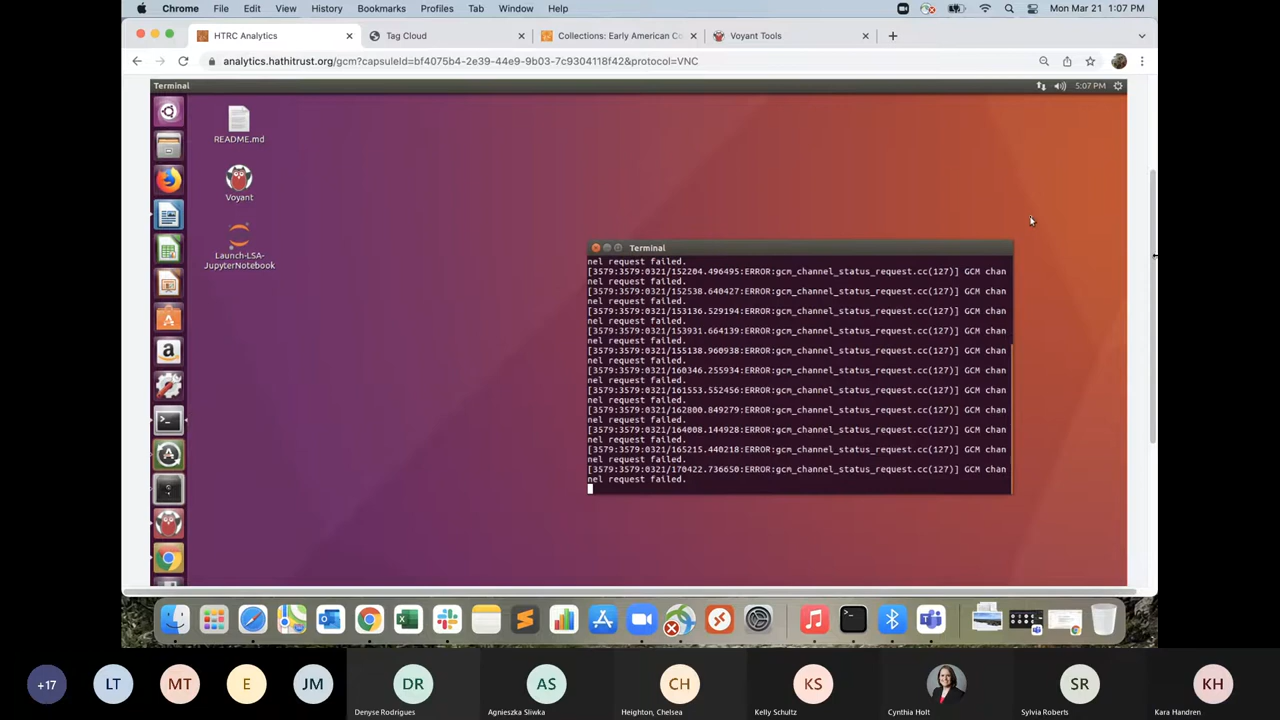 Chrome File Edit View History Bookmarks Profiles Tab Window Help Mon Mar 21 1:07 PM
HTRC Analytics Tag Cloud Collections: Early American Co Voyant Tools
analytics.hathitrust.org/gcm?capsuleId=bf4075b4-2e39-44e9-9b03-7c9304118f42&protocol=VNC
Terminal 5:07 PM
README.md
Voyant
Launch-LSA-
JupyterNotebook
Terminal
nel request failed.
[3579:3579:0321/152204.496495:ERROR:gcm_channel_status_request.cc(127)] GCM chan
nel request failed.
[3579:3579:0321/152538.640427:ERROR:gcm_channel_status_request.cc(127)] GCM chan
nel request failed.
[3579:3579:0321/153136.529194:ERROR:gcm_channel_status_request.cc(127)] GCM chan
nel request failed.
[3579:3579:0321/153931.664139:ERROR:gcm_channel_status_request.cc(127)] GCM chan
nel request failed.
[3579:3579:0321/155138.960938:ERROR:gcm_channel_status_request.cc(127)] GCM chan
nel request failed.
[3579:3579:0321/160346.255934:ERROR:gcm_channel_status_request.cc(127)] GCM chan
nel request failed.
[3579:3579:0321/161553.552456:ERROR:gcm_channel_status_request.cc(127)] GCM chan
nel request failed.
[3579:3579:0321/162800.849279:ERROR:gcm_channel_status_request.cc(127)] GCM chan
nel request failed.
[3579:3579:0321/164008.144928:ERROR:gcm_channel_status_request.cc(127)] GCM chan
nel request failed.
[3579:3579:0321/165215.440218:ERROR:gcm_channel_status_request.cc(127)] GCM chan
nel request failed.
[3579:3579:0321/170422.736650:ERROR:gcm_channel_status_request.cc(127)] GCM chan
nel request failed.
+17 LT MT E JM DR AS CH KS SR KH
Denyse Rodrigues Agnieszka Sliwka Heighton, Chelsea Kelly Schultz Cynthia Holt Sylvia Roberts Kara Handren